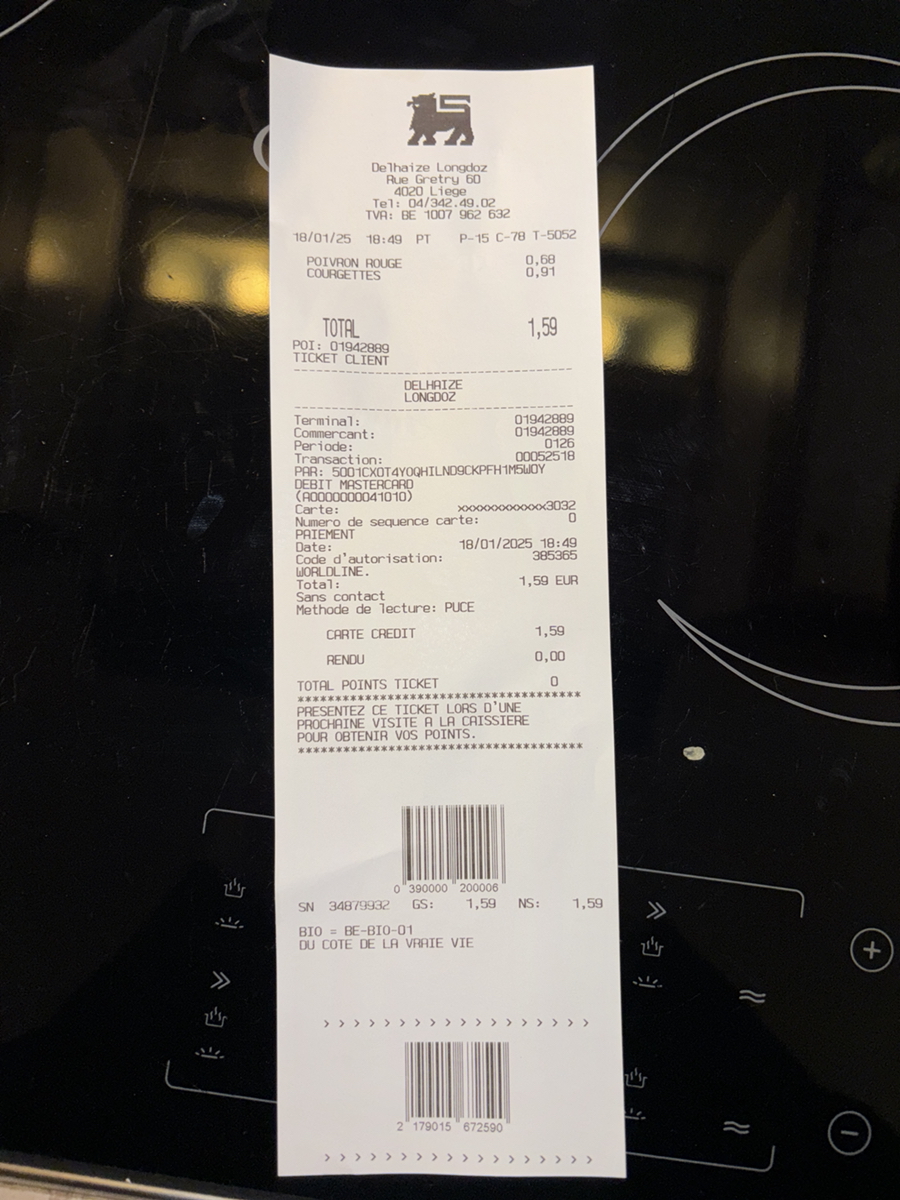 Delhaize Longdoz
Rue Gretry 60
4020 Liege
Tel: 04/342.49.02
TVA: BE 1007 962 632
18/01/25 18:49 PT P-15 C-78 T-5052
POIVRON ROUGE 0,68
COURGETTES 0,91
TOTAL 1,59
POI: 01942889
TICKET CLIENT
--------------------------------------
DELHAIZE
LONGDOZ
--------------------------------------
Terminal: 01942889
Commercant: 01942889
Periode: 0126
Transaction: 00052518
PAR: 5001CX0T4Y0QHILND9CKPFH1M5W0Y
DEBIT MASTERCARD
(A0000000041010)
Carte: xxxxxxxxxxxx3032
Numero de sequence carte: 0
PAIEMENT
Date: 18/01/2025 18:49
Code d'autorisation: 385365
WORLDLINE.
Total: 1,59 EUR
Sans contact
Methode de lecture: PUCE
CARTE CREDIT 1,59
RENDU 0,00
TOTAL POINTS TICKET 0
**************************************
PRESENTEZ CE TICKET LORS D'UNE
PROCHAINE VISITE A LA CAISSIERE
POUR OBTENIR VOS POINTS.
**************************************
0 390000 200006
SN 34879932 GS: 1,59 NS: 1,59
BIO = BE-BIO-01
DU COTE DE LA VRAIE VIE
> > > > > > > > > > > > > > > > > >
2 179015 672590
> > > > > > > > > > > > > > > > > >